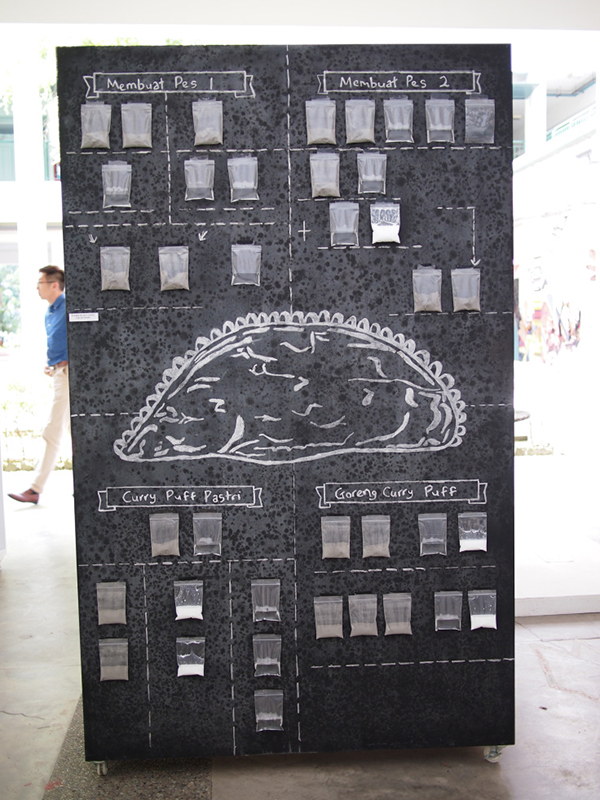 Membuat Pes 1
Membuat Pes 2
Curry Puff Pastri
Goreng Curry Puff